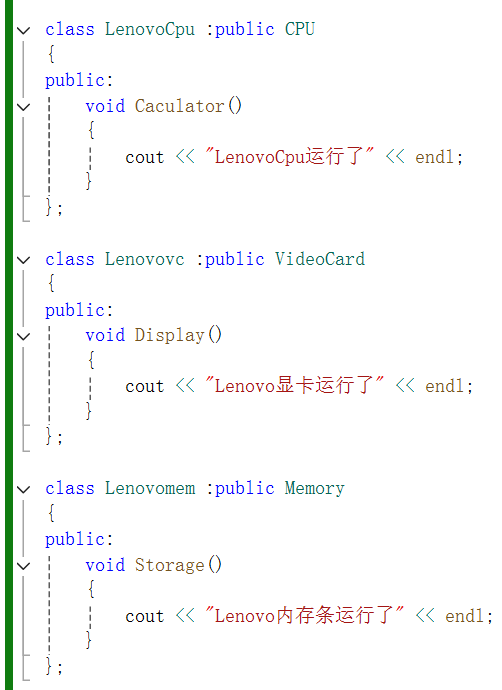 class LenovoCpu :public CPU
{
public:
void Caculator()
{
cout << "LenovoCpu运行了" << endl;
}
};
class Lenovovc :public VideoCard
{
public:
void Display()
{
cout << "Lenovo显卡运行了" << endl;
}
};
class Lenovomem :public Memory
{
public:
void Storage()
{
cout << "Lenovo内存条运行了" << endl;
}
};